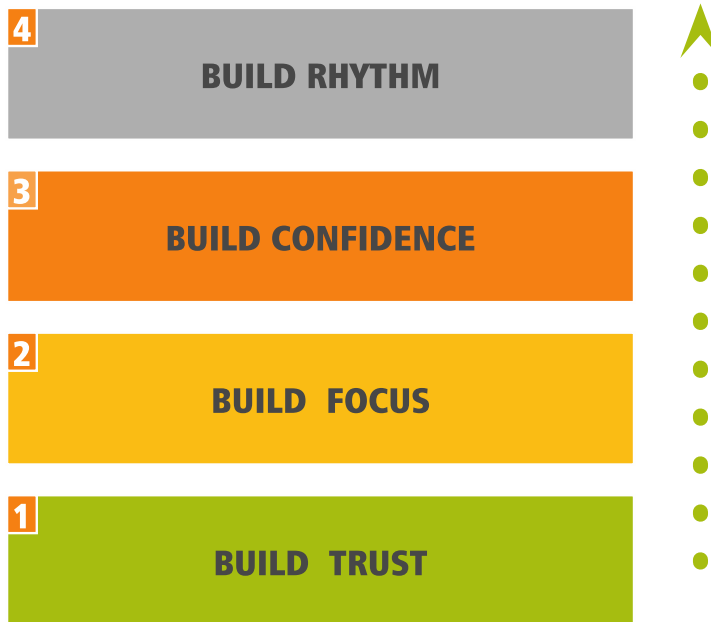 4
BUILD RHYTHM
3
BUILD CONFIDENCE
2
BUILD FOCUS
1
BUILD TRUST